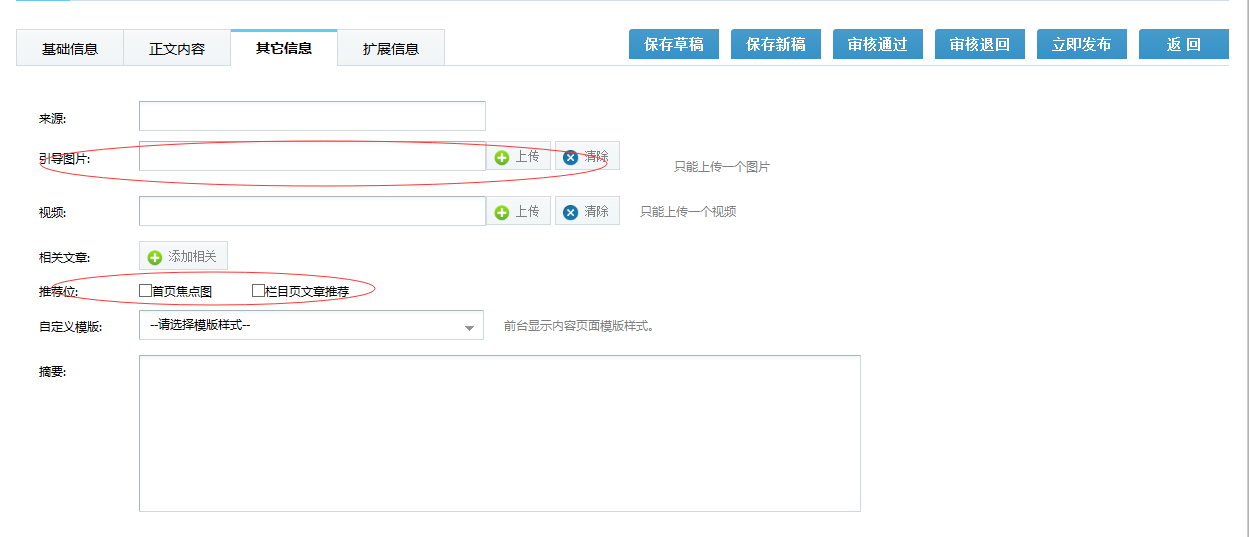 基础信息 正文内容 其它信息 扩展信息 保存草稿 保存新稿 审核通过 审核退回 立即发布 返 回
来源:
引导图片: 上传 清除 只能上传一个图片
视频: 上传 清除 只能上传一个视频
相关文章: 添加相关
推荐位: 首页焦点图 栏目页文章推荐
自定义模版: --请选择模版样式-- 前台显示内容页面模版样式。
摘要: